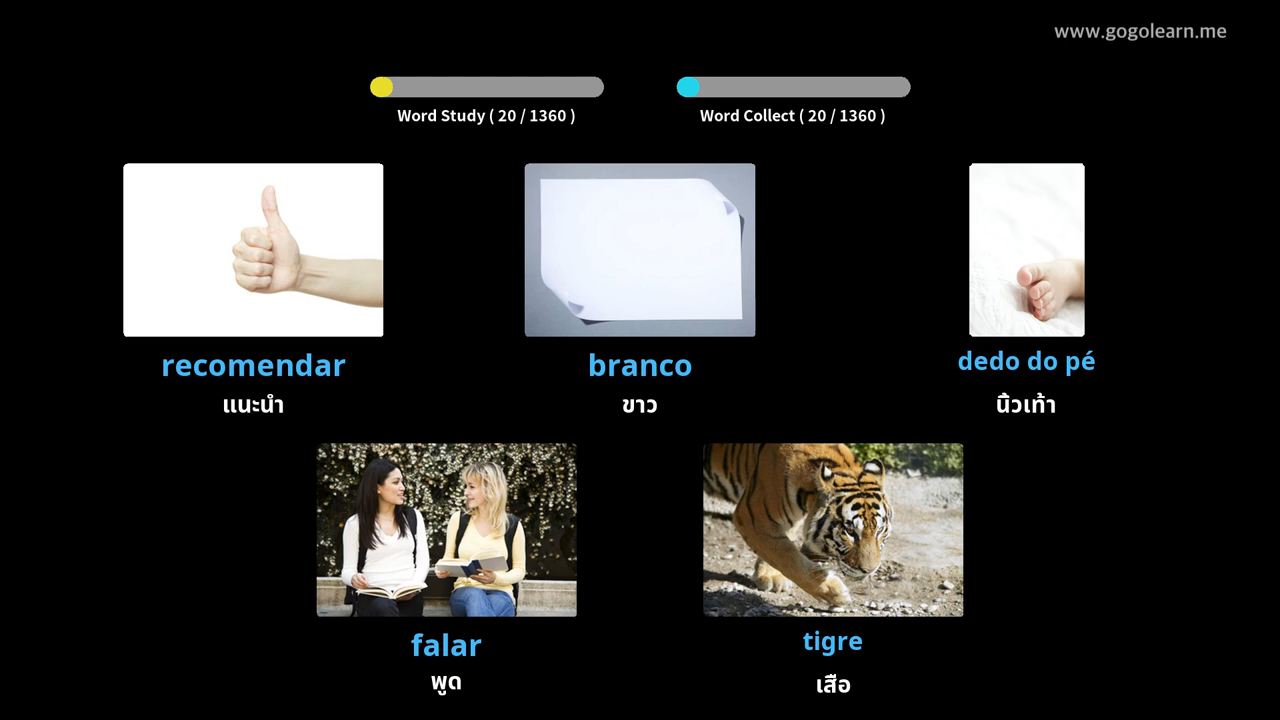 www.gogolearn.me
Word Study ( 20 / 1360 )
Word Collect ( 20 / 1360 )
recomendar
แนะนำ
branco
ขาว
dedo do pé
นิ้วเท้า
falar
พูด
tigre
เสือ